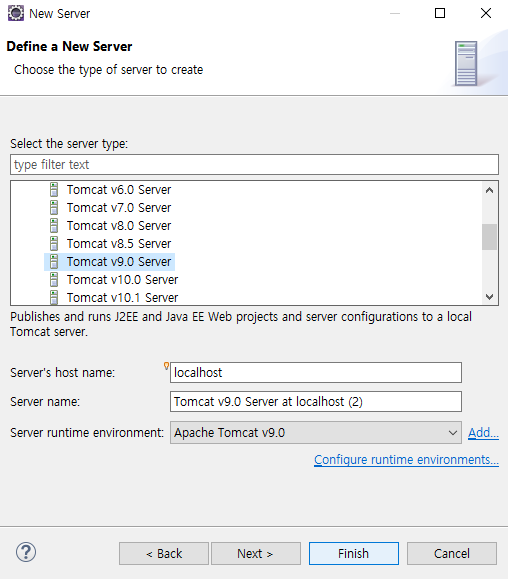 New Server
Define a New Server
Choose the type of server to create
Select the server type:
type filter text
Tomcat v6.0 Server
Tomcat v7.0 Server
Tomcat v8.0 Server
Tomcat v8.5 Server
Tomcat v9.0 Server
Tomcat v10.0 Server
Tomcat v10.1 Server
Publishes and runs J2EE and Java EE Web projects and server configurations to a local
Tomcat server.
Server's host name: localhost
Server name: Tomcat v9.0 Server at localhost (2)
Server runtime environment: Apache Tomcat v9.0 Add...
Configure runtime environments...
? < Back Next > Finish Cancel